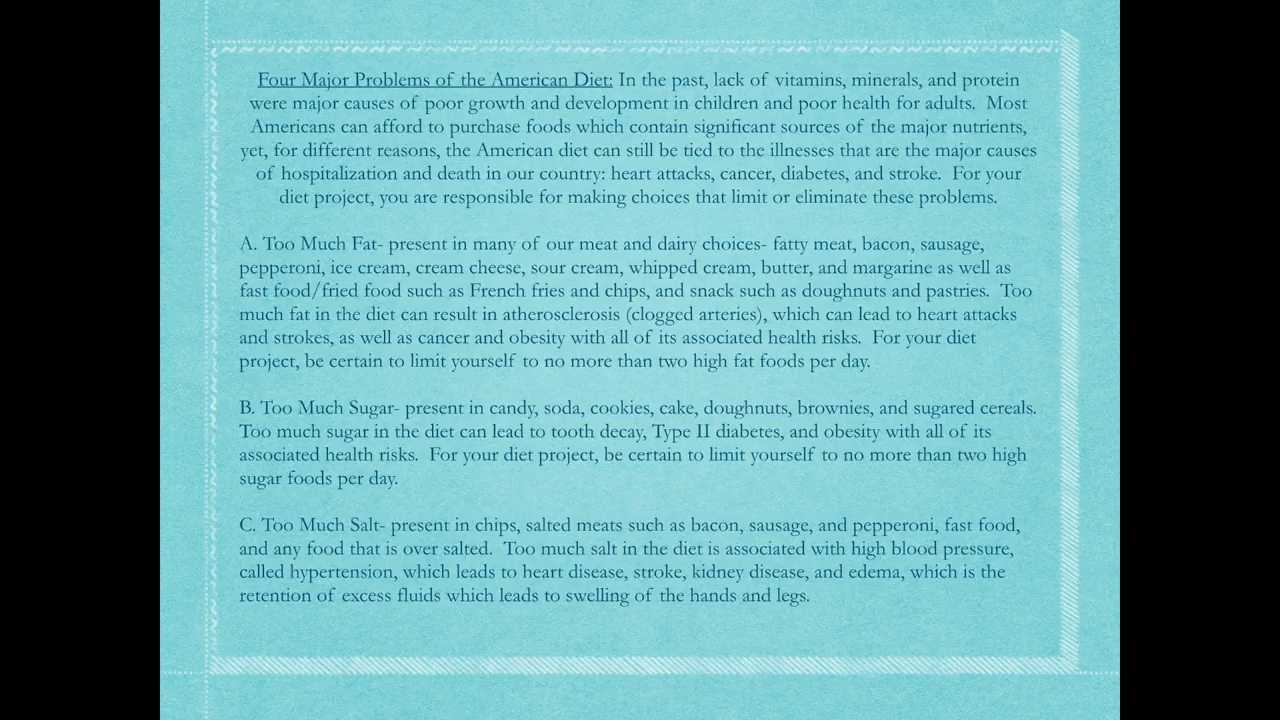 Four Major Problems of the American Diet: In the past, lack of vitamins, minerals, and protein
were major causes of poor growth and development in children and poor health for adults.  Most
Americans can afford to purchase foods which contain significant sources of the major nutrients,
yet, for different reasons, the American diet can still be tied to the illnesses that are the major causes
of hospitalization and death in our country: heart attacks, cancer, diabetes, and stroke.  For your
diet project, you are responsible for making choices that limit or eliminate these problems.
A. Too Much Fat- present in many of our meat and dairy choices- fatty meat, bacon, sausage,
pepperoni, ice cream, cream cheese, sour cream, whipped cream, butter, and margarine as well as
fast food/fried food such as French fries and chips, and snack such as doughnuts and pastries.  Too
much fat in the diet can result in atherosclerosis (clogged arteries), which can lead to heart attacks
and strokes, as well as cancer and obesity with all of its associated health risks.  For your diet
project, be certain to limit yourself to no more than two high fat foods per day.
B. Too Much Sugar- present in candy, soda, cookies, cake, doughnuts, brownies, and sugared cereals.
Too much sugar in the diet can lead to tooth decay, Type II diabetes, and obesity with all of its
associated health risks.  For your diet project, be certain to limit yourself to no more than two high
sugar foods per day.
C. Too Much Salt- present in chips, salted meats such as bacon, sausage, and pepperoni, fast food,
and any food that is over salted.  Too much salt in the diet is associated with high blood pressure,
called hypertension, which leads to heart disease, stroke, kidney disease, and edema, which is the
retention of excess fluids which leads to swelling of the hands and legs.